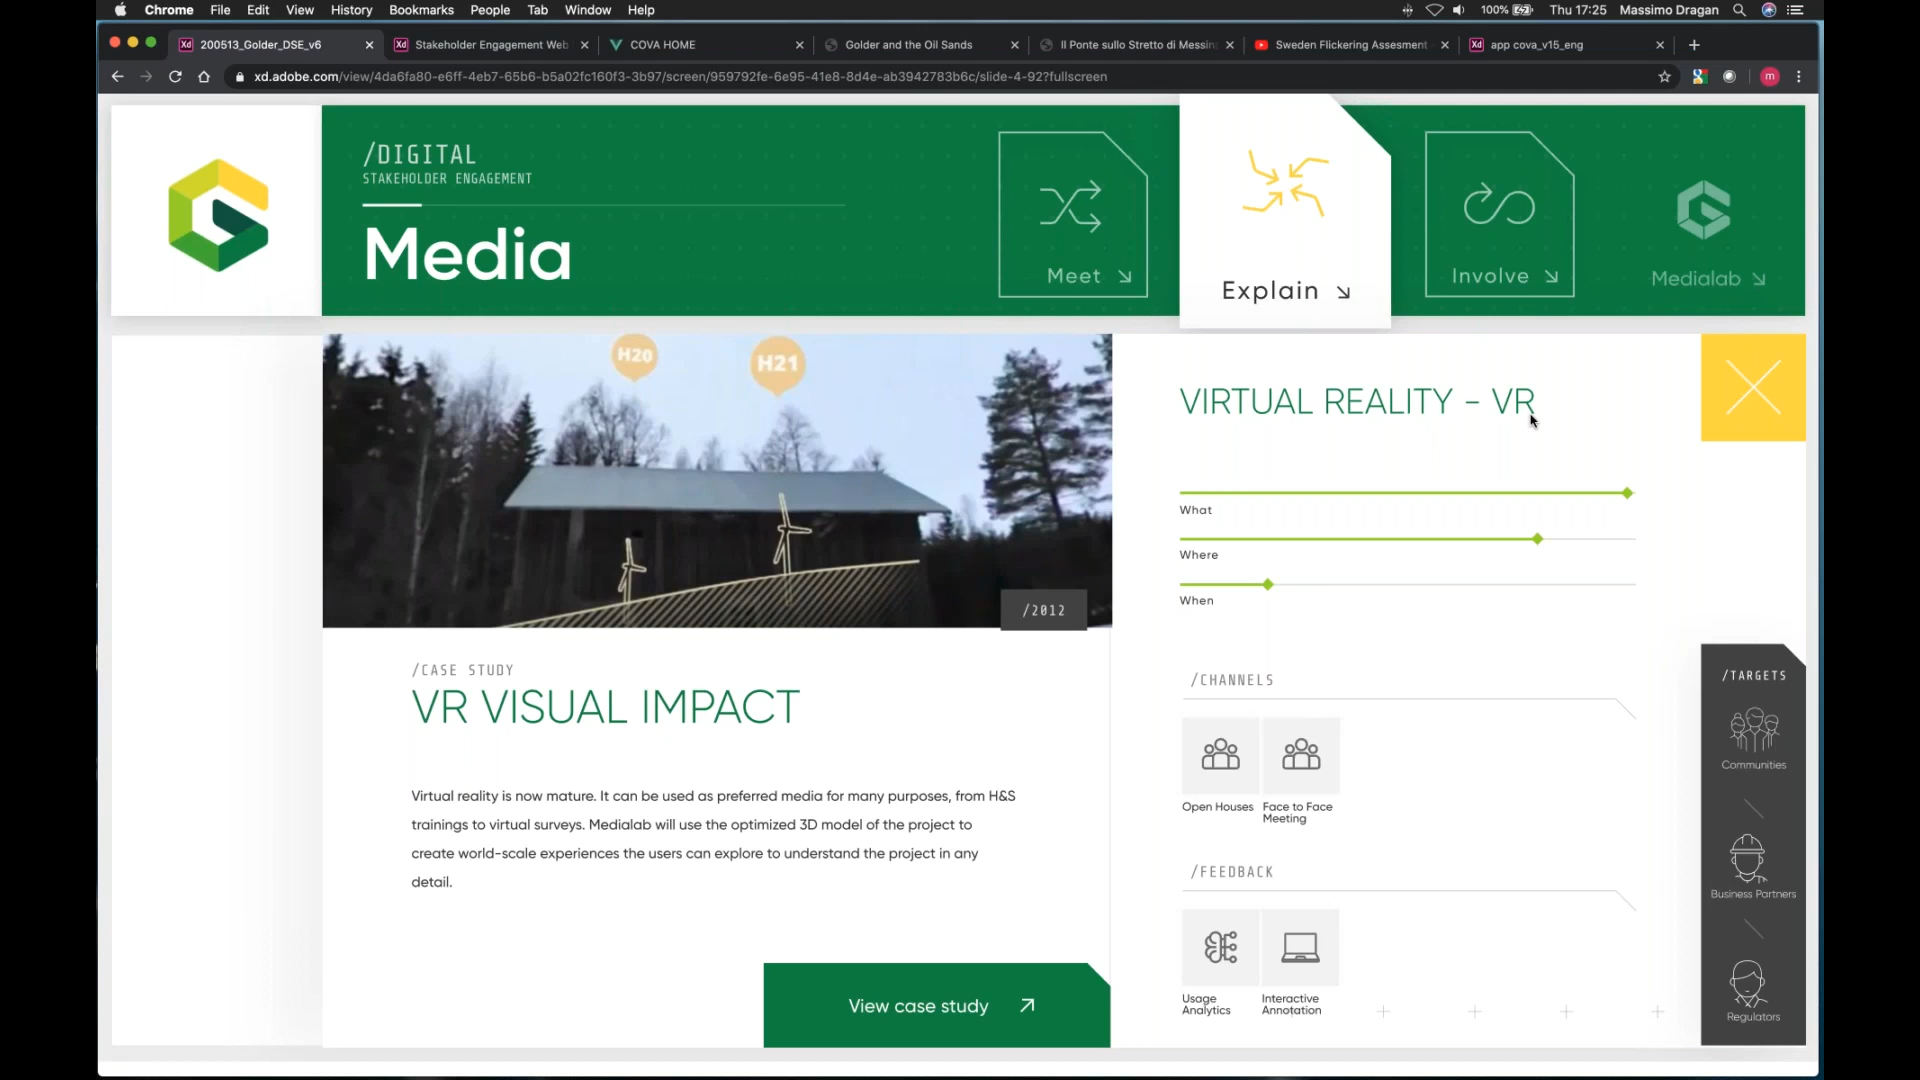 Chrome File Edit View History Bookmarks People Tab Window Help
100% Thu 17:25 Massimo Dragan
200513_Golder_DSE_v6
Stakeholder Engagement Web
COVA HOME
Golder and the Oil Sands
Il Ponte sullo Stretto di Messin
Sweden Flickering Assesment
app cova_v15_eng
xd.adobe.com/view/4da6fa80-e6ff-4eb7-65b6-b5a02fc160f3-3b97/screen/959792fe-6e95-41e8-8d4e-ab3942783b6c/slide-4-92?fullscreen
m
/DIGITAL
STAKEHOLDER ENGAGEMENT
Media
Meet
Explain
Involve
Medialab
H20
H21
/2012
/CASE STUDY
VR VISUAL IMPACT
Virtual reality is now mature. It can be used as preferred media for many purposes, from H&S
trainings to virtual surveys. Medialab will use the optimized 3D model of the project to
create world-scale experiences the users can explore to understand the project in any
detail.
View case study
VIRTUAL REALITY - VR
What
Where
When
/CHANNELS
Open Houses
Face to Face
Meeting
/FEEDBACK
Usage
Analytics
Interactive
Annotation
/TARGETS
Communities
Business Partners
Regulators